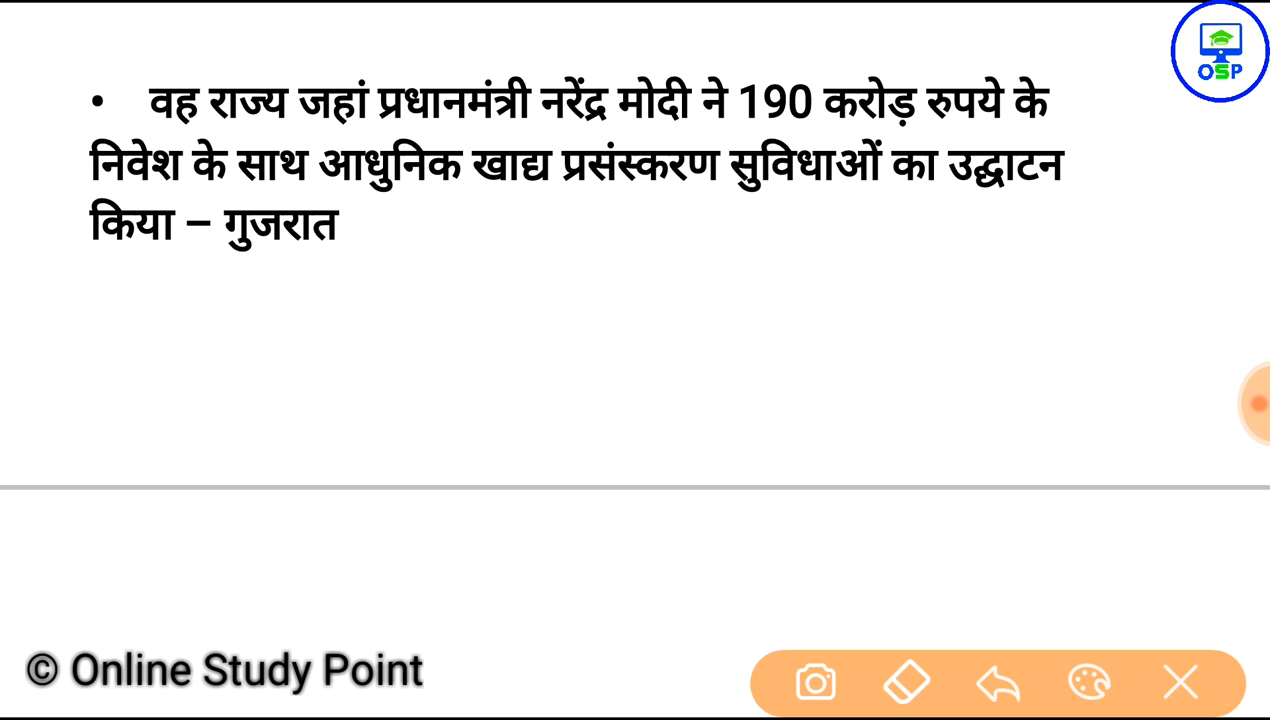 OSP
• वह राज्य जहां प्रधानमंत्री नरेंद्र मोदी ने 190 करोड़ रुपये के
निवेश के साथ आधुनिक खाद्य प्रसंस्करण सुविधाओं का उद्घाटन
किया – गुजरात
© Online Study Point